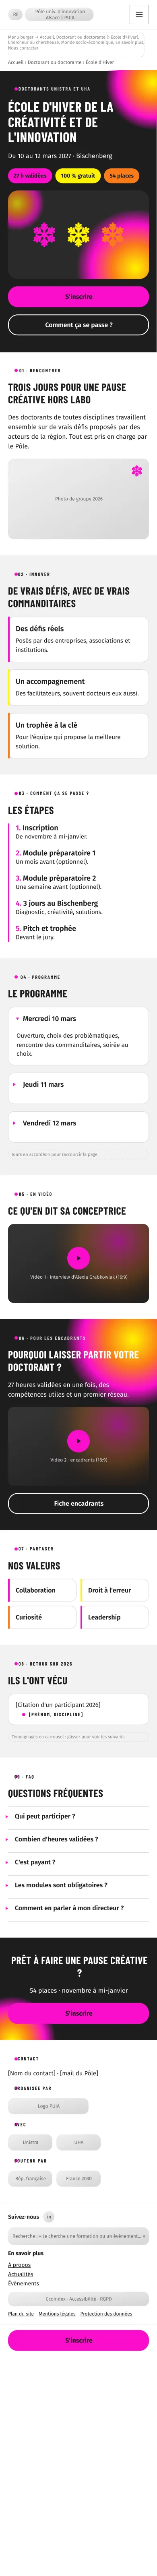 Pôle univ. d'innovation
Alsace | PUIA
Menu burger → Accueil, Doctorant ou doctorante (› École d'Hiver),
Chercheur ou chercheuse, Monde socio-économique, En savoir plus,
Nous contacter
Accueil › Doctorant ou doctorante › École d'Hiver
DOCTORANTS UNISTRA ET UHA
ÉCOLE D'HIVER DE LA
CRÉATIVITÉ ET DE
L'INNOVATION
Du 10 au 12 mars 2027 · Bischenberg
27 h validées
100 % gratuit
54 places
S'inscrire
Comment ça se passe ?
01 · RENCONTRER
TROIS JOURS POUR UNE PAUSE
CRÉATIVE HORS LABO
Des doctorants de toutes disciplines travaillent
ensemble sur de vrais défis proposés par des
acteurs de la région. Tout est pris en charge par
le Pôle.
Photo de groupe 2026
02 · INNOVER
DE VRAIS DÉFIS, AVEC DE VRAIS
COMMANDITAIRES
Des défis réels
Posés par des entreprises, associations et
institutions.
Un accompagnement
Des facilitateurs, souvent docteurs eux aussi.
Un trophée à la clé
Pour l'équipe qui propose la meilleure
solution.
03 · COMMENT ÇA SE PASSE ?
LES ÉTAPES
1. Inscription
De novembre à mi-janvier.
2. Module préparatoire 1
Un mois avant (optionnel).
3. Module préparatoire 2
Une semaine avant (optionnel).
4. 3 jours au Bischenberg
Diagnostic, créativité, solutions.
5. Pitch et trophée
Devant le jury.
04 · PROGRAMME
LE PROGRAMME
Mercredi 10 mars
Ouverture, choix des problématiques,
rencontre des commanditaires, soirée au
choix.
Jeudi 11 mars
Vendredi 12 mars
Jours en accordéon pour raccourcir la page
05 · EN VIDÉO
CE QU'EN DIT SA CONCEPTRICE
Vidéo 1 · interview d'Alexia Grabkowiak (16:9)
06 · POUR LES ENCADRANTS
POURQUOI LAISSER PARTIR VOTRE
DOCTORANT ?
27 heures validées en une fois, des
compétences utiles et un premier réseau.
Vidéo 2 · encadrants (16:9)
Fiche encadrants
07 · PARTAGER
NOS VALEURS
Collaboration
Droit à l'erreur
Curiosité
Leadership
08 · RETOUR SUR 2026
ILS L'ONT VÉCU
[Citation d'un participant 2026]
[PRÉNOM, DISCIPLINE]
Témoignages en carrousel : glisser pour voir les suivants
09 · FAQ
QUESTIONS FRÉQUENTES
Qui peut participer ?
Combien d'heures validées ?
C'est payant ?
Les modules sont obligatoires ?
Comment en parler à mon directeur ?
PRÊT À FAIRE UNE PAUSE CRÉATIVE
?
54 places · novembre à mi-janvier
S'inscrire
CONTACT
[Nom du contact] · [mail du Pôle]
ORGANISÉE PAR
Logo PUIA
AVEC
Unistra
UHA
SOUTENU PAR
Rép. française
France 2030
Suivez-nous
in
Recherche : « Je cherche une formation ou un événement… »
En savoir plus
À propos
Actualités
Événements
EcoIndex · Accessibilité · RGPD
Plan du site
Mentions légales
Protection des données
S'inscrire